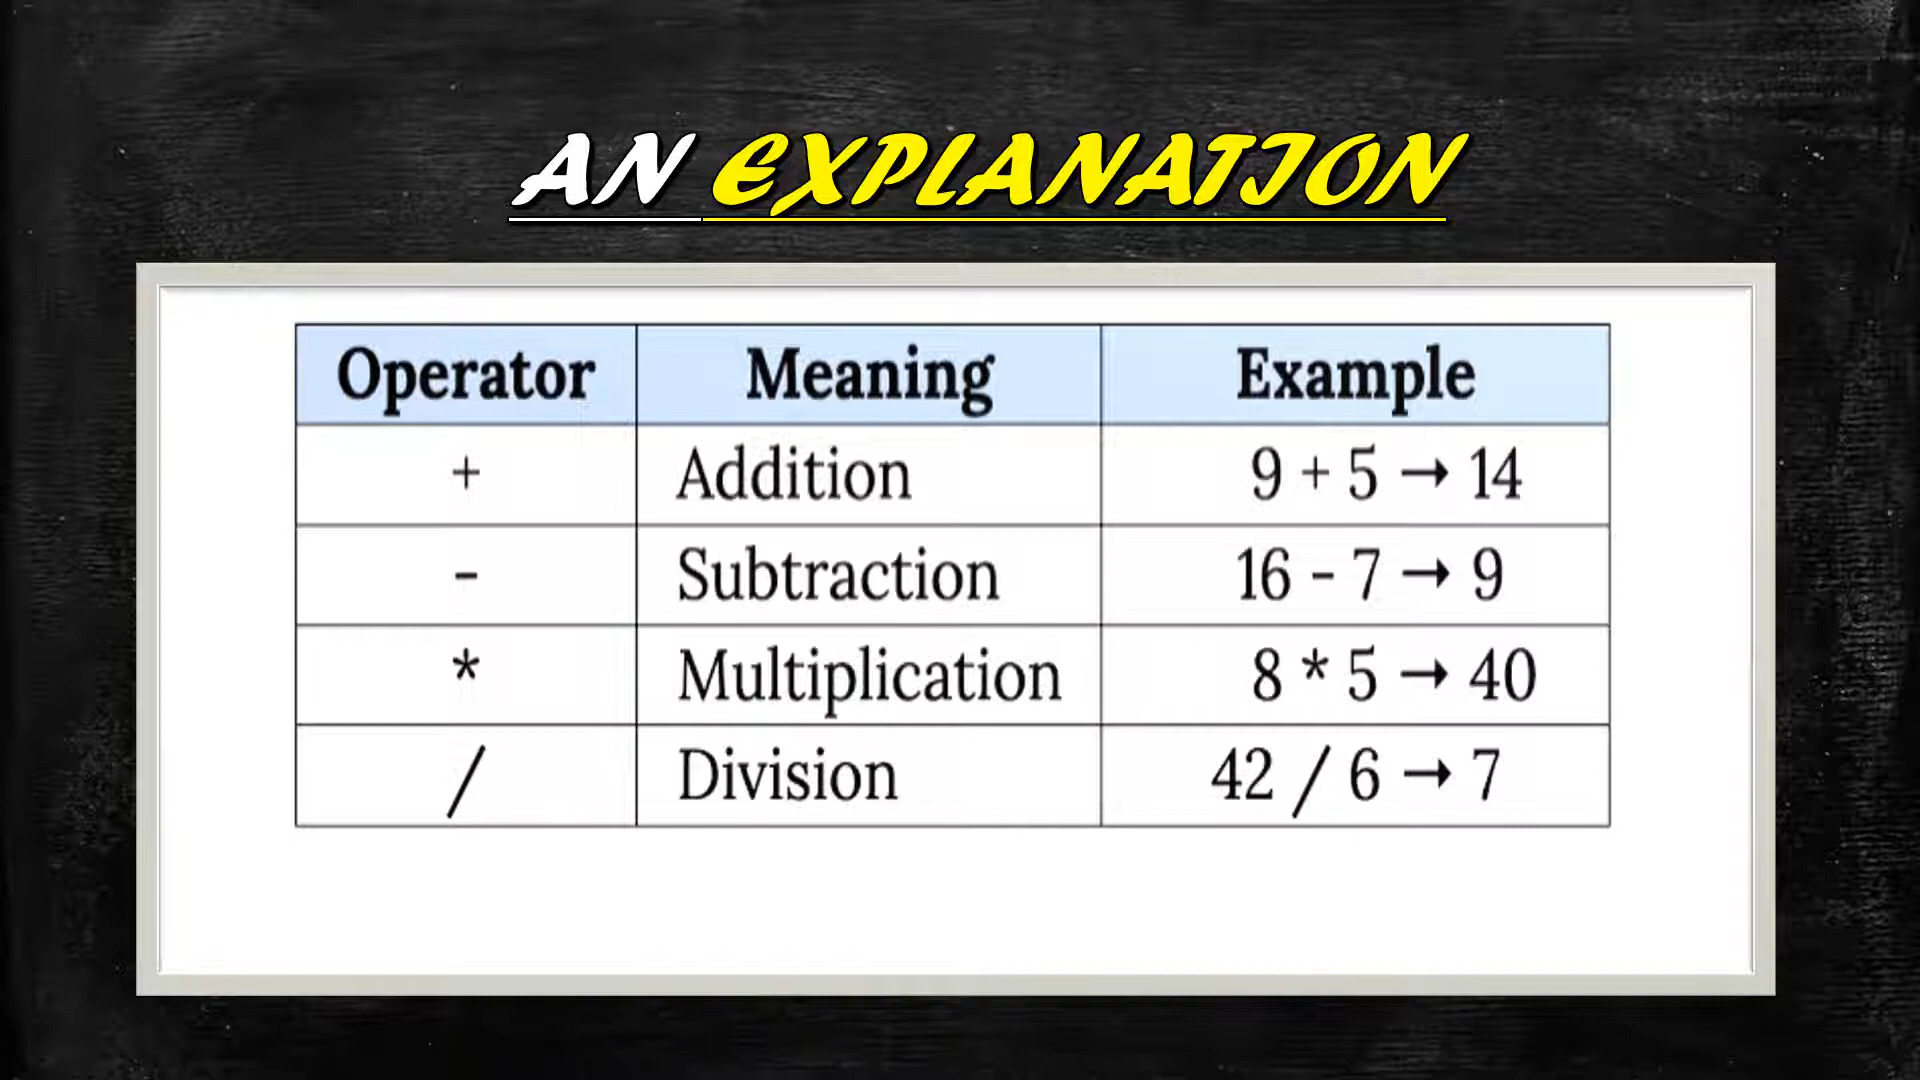 AN EXPLANATION
Operator Meaning Example
+ Addition 9 + 5 → 14
- Subtraction 16 - 7 → 9
* Multiplication 8 * 5 → 40
/ Division 42 / 6 → 7